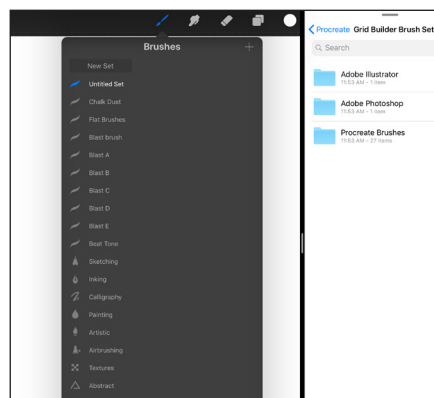 Brushes
New Set
Untitled Set
Chalk Dust
Flat Brushes
Blast brush
Blast A
Blast B
Blast C
Blast D
Blast E
Beat Tone
Sketching
Inking
Calligraphy
Painting
Artistic
Airbrushing
Textures
Abstract
Procreate Grid Builder Brush Set
Search
Adobe Illustrator
11:53 AM - 1 item
Adobe Photoshop
11:53 AM - 1 item
Procreate Brushes
11:53 AM - 27 items